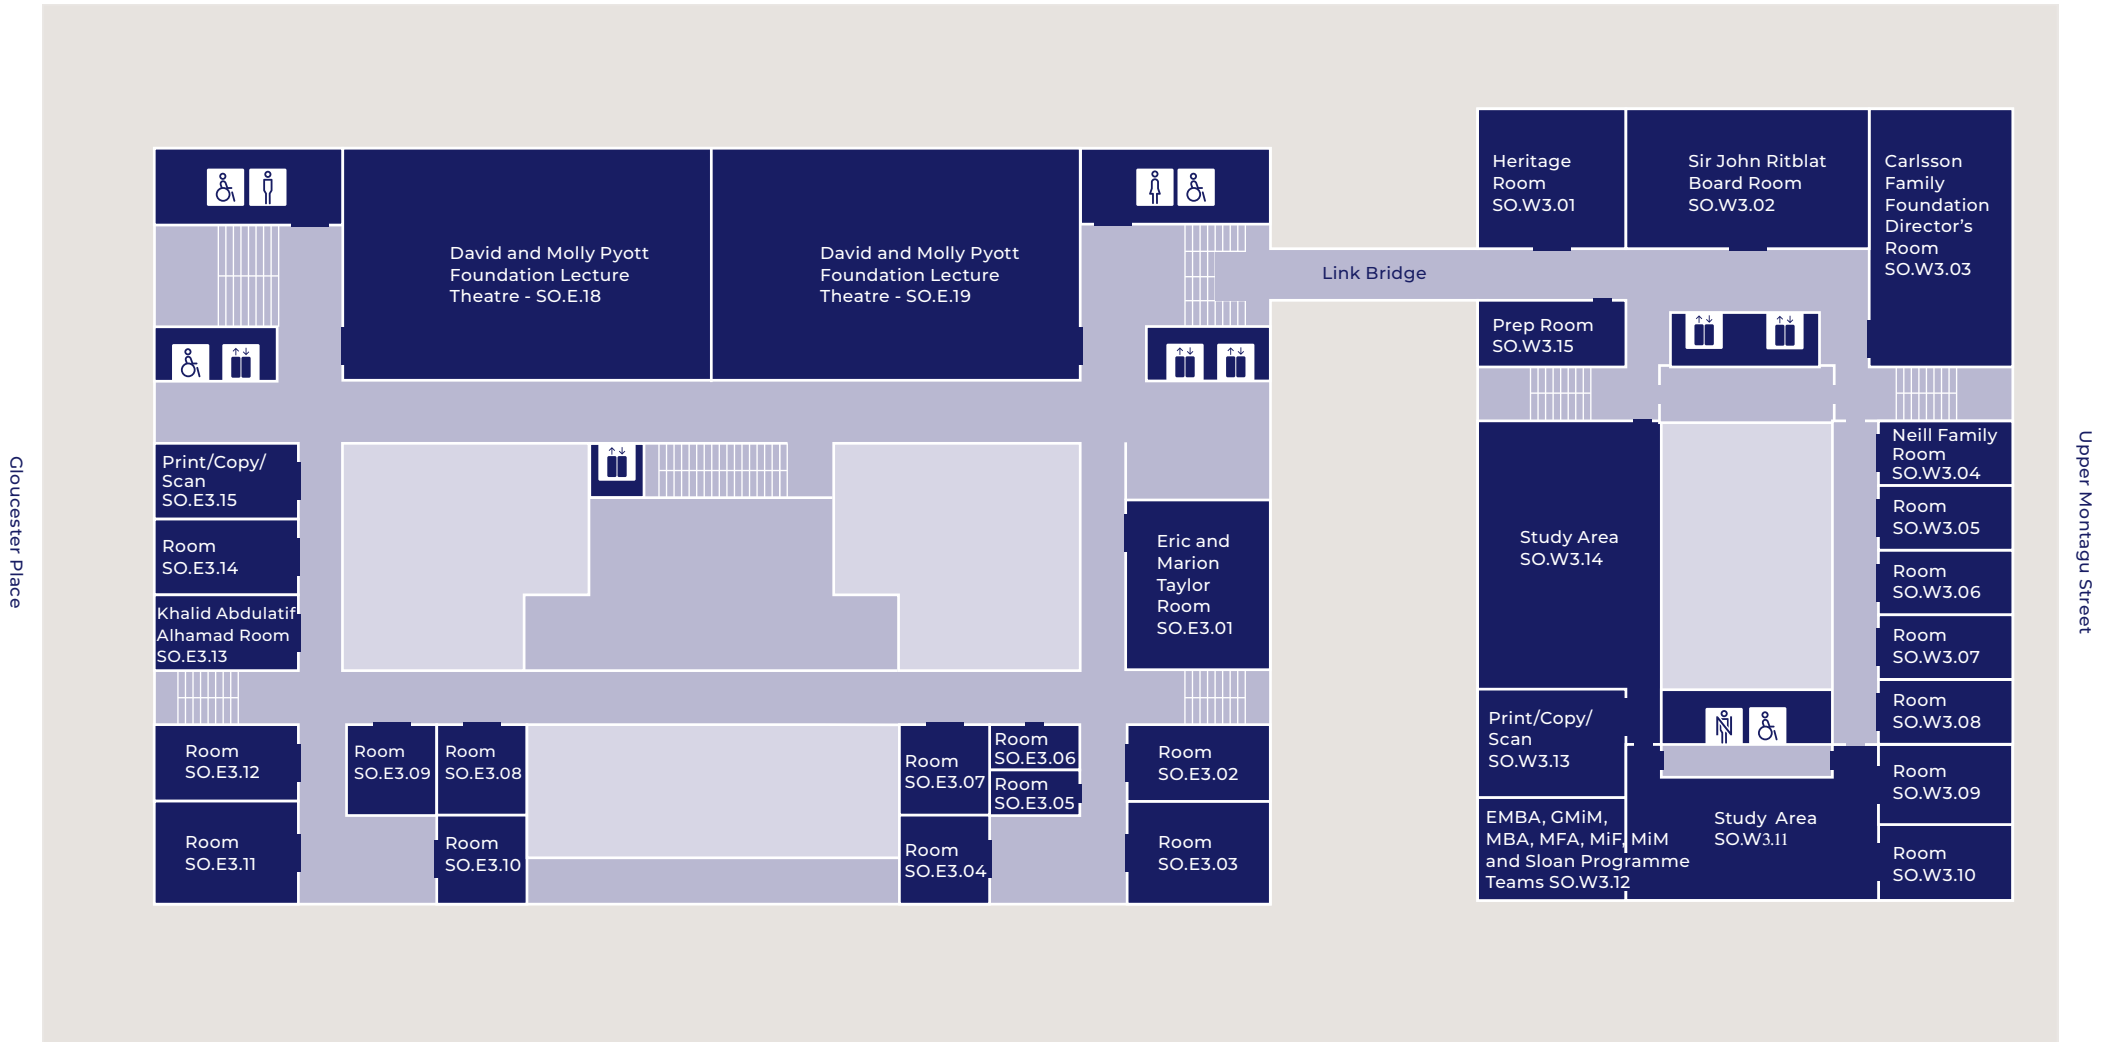 Gloucester Place
David and Molly Pyott
Foundation Lecture
Theatre - SO.E.18
David and Molly Pyott
Foundation Lecture
Theatre - SO.E.19
Print/Copy/
Scan
SO.E3.15
Room
SO.E3.14
Khalid Abdulatif
Alhamad Room
SO.E3.13
Eric and
Marion
Taylor
Room
SO.E3.01
Room
SO.E3.12
Room
SO.E3.11
Room
SO.E3.09
Room
SO.E3.08
Room
SO.E3.10
Room
SO.E3.07
Room
SO.E3.06
Room
SO.E3.05
Room
SO.E3.04
Room
SO.E3.02
Room
SO.E3.03
Link Bridge
Heritage
Room
SO.W3.01
Sir John Ritblat
Board Room
SO.W3.02
Carlsson
Family
Foundation
Director’s
Room
SO.W3.03
Prep Room
SO.W3.15
Study Area
SO.W3.14
Neill Family
Room
SO.W3.04
Room
SO.W3.05
Room
SO.W3.06
Room
SO.W3.07
Room
SO.W3.08
Room
SO.W3.09
Room
SO.W3.10
Print/Copy/
Scan
SO.W3.13
EMBA, GMiM,
MBA, MFA, MiF, MiM
and Sloan Programme
Teams SO.W3.12
Study Area
SO.W3.11
Upper Montagu Street